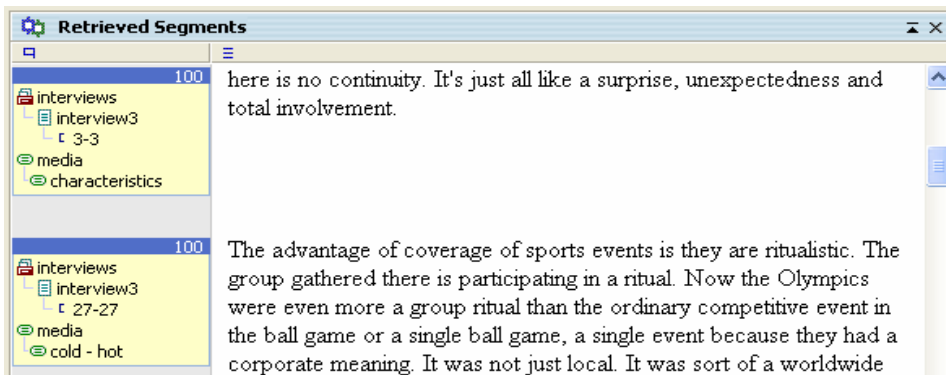 Retrieved Segments
100
interviews
interview3
3-3
media
characteristics
here is no continuity. It's just all like a surprise, unexpectedness and
total involvement.
100
interviews
interview3
27-27
media
cold - hot
The advantage of coverage of sports events is they are ritualistic. The
group gathered there is participating in a ritual. Now the Olympics
were even more a group ritual than the ordinary competitive event in
the ball game or a single ball game, a single event because they had a
corporate meaning. It was not just local. It was sort of a worldwide